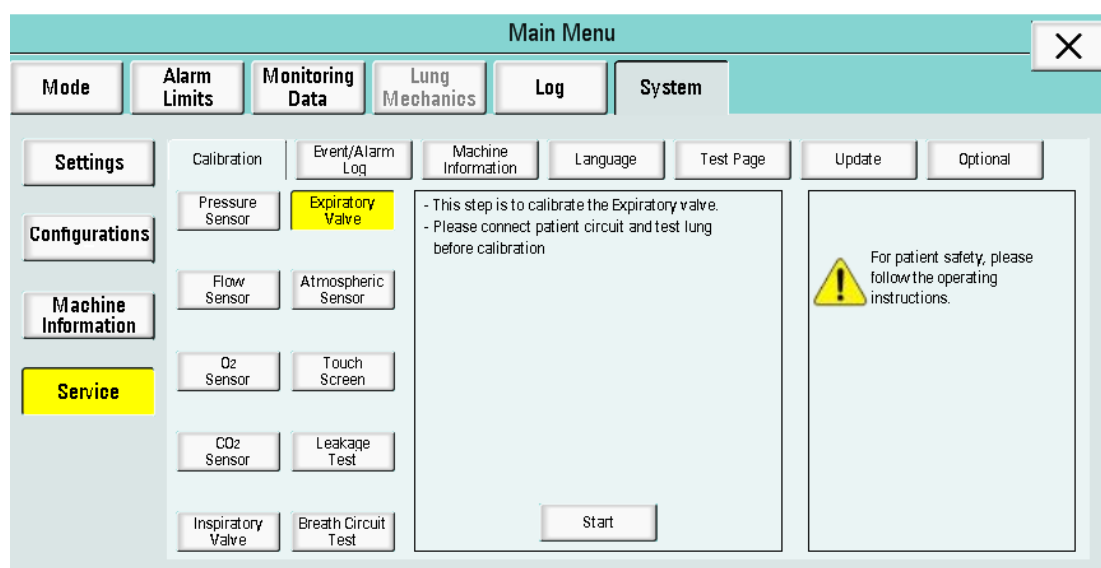 Main Menu
Mode
Alarm
Limits
Monitoring
Data
Lung
Mechanics
Log
System
Settings
Configurations
Machine
Information
Service
Calibration
Event/Alarm
Log
Machine
Information
Language
Test Page
Update
Optional
Pressure
Sensor
Expiratory
Valve
Flow
Sensor
Atmospheric
Sensor
O2
Sensor
Touch
Screen
CO2
Sensor
Leakage
Test
Inspiratory
Valve
Breath Circuit
Test
- This step is to calibrate the Expiratory valve.
- Please connect patient circuit and test lung
before calibration
Start
For patient safety, please
follow the operating
instructions.